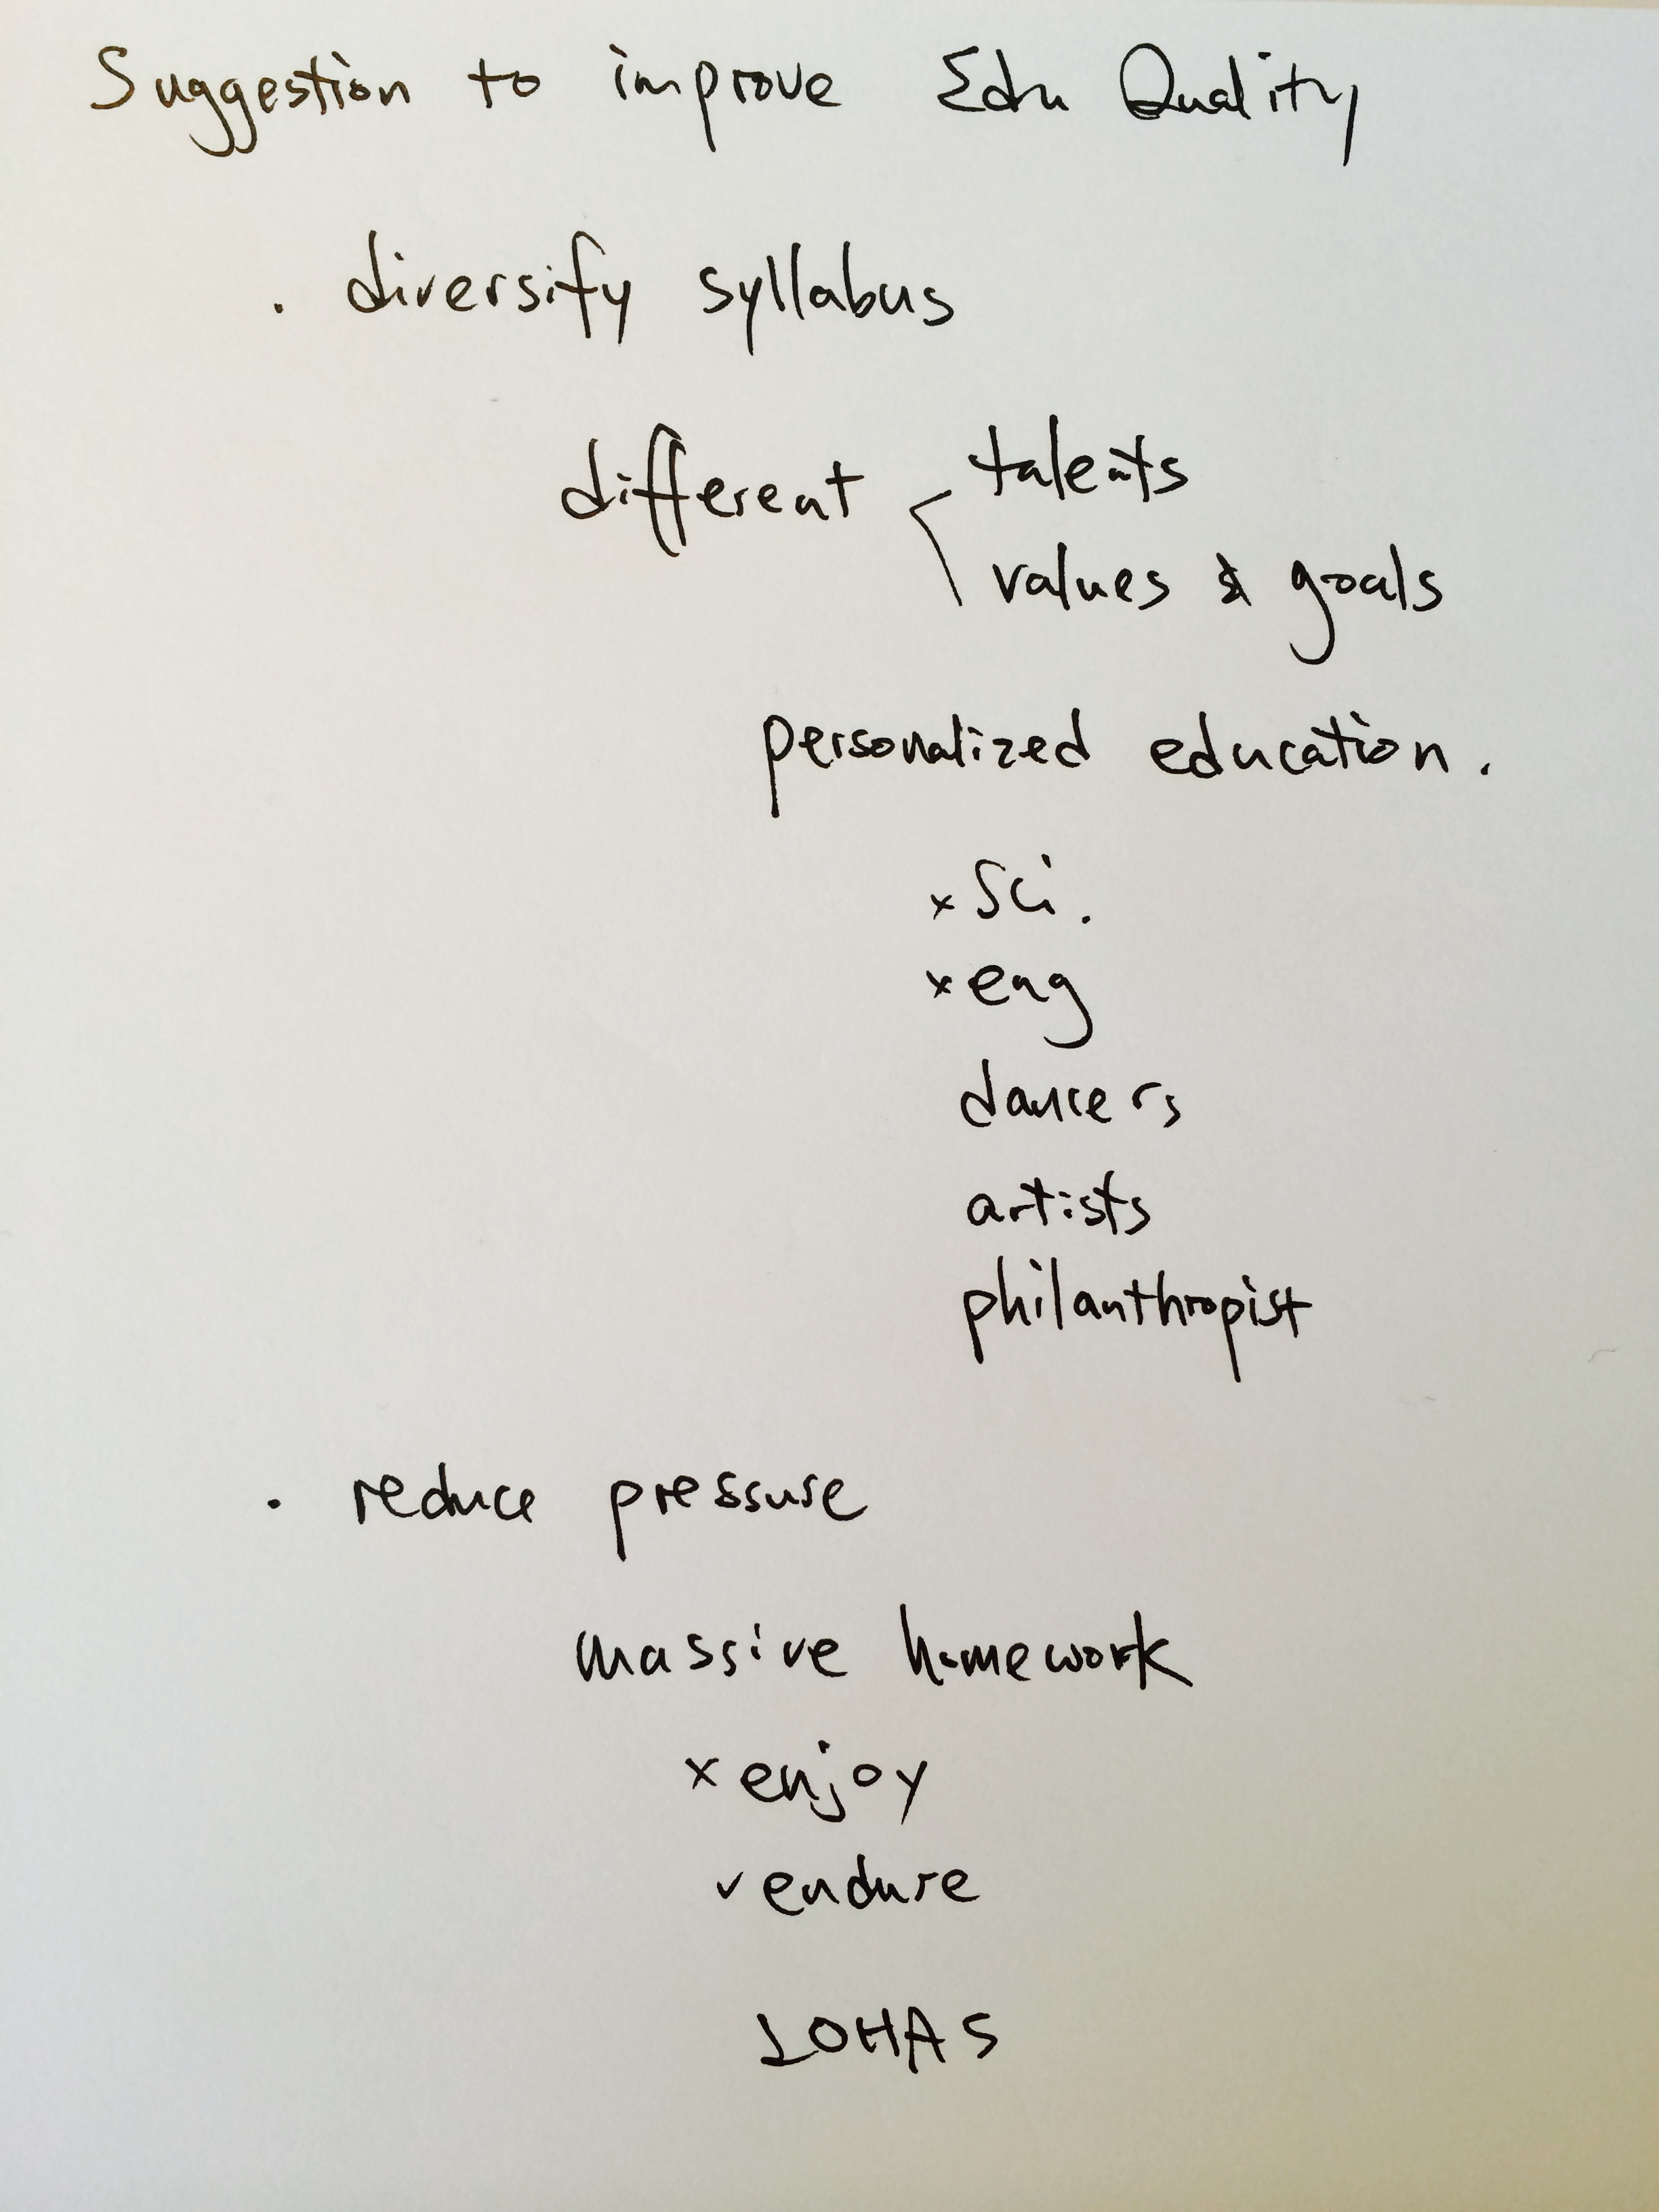 Suggestion to improve Edu Quality
· diversify syllabus
different talents
values & goals
personalized education.
× Sci.
× eng
dancers
artists
philanthropist
· reduce pressure
massive homework
× enjoy
✓ endure
LOHAS